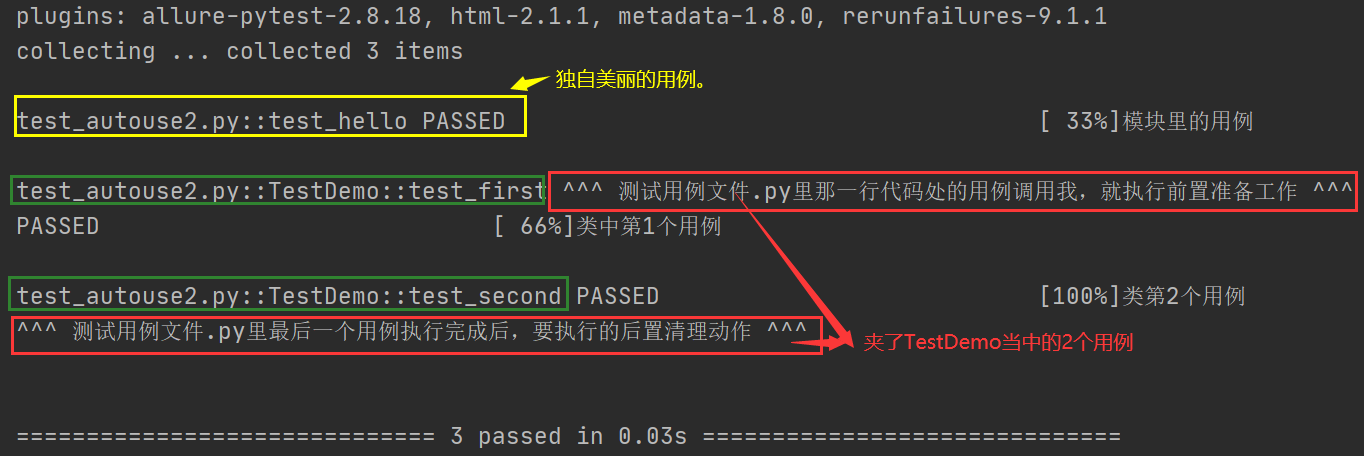 plugins: allure-pytest-2.8.18, html-2.1.1, metadata-1.8.0, rerunfailures-9.1.1
collecting ... collected 3 items
独自美丽的用例。
test_autouse2.py::test_hello PASSED [ 33%]模块里的用例
test_autouse2.py::TestDemo::test_first ^^^ 测试用例文件.py里那一行代码处的用例调用我，就执行前置准备工作 ^^^
PASSED [ 66%]类中第1个用例
test_autouse2.py::TestDemo::test_second PASSED [100%]类第2个用例
^^^ 测试用例文件.py里最后一个用例执行完成后，要执行的后置清理动作 ^^^
夹了TestDemo当中的2个用例
============================== 3 passed in 0.03s ==============================